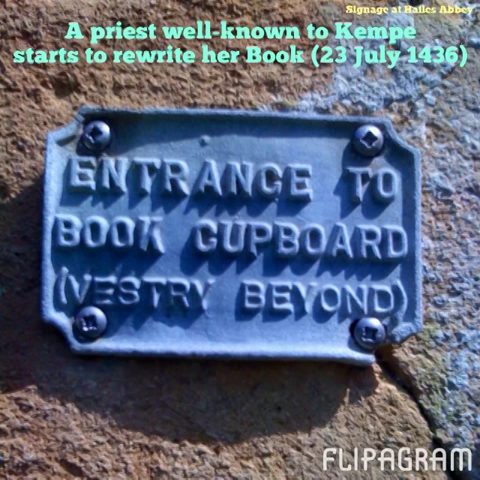 Signage at Hailes Abbey
A priest well-known to Kempe
starts to rewrite her Book (23 July 1436)
ENTRANCE TO
BOOK CUPBOARD
(VESTRY BEYOND)
FLIPAGRAM